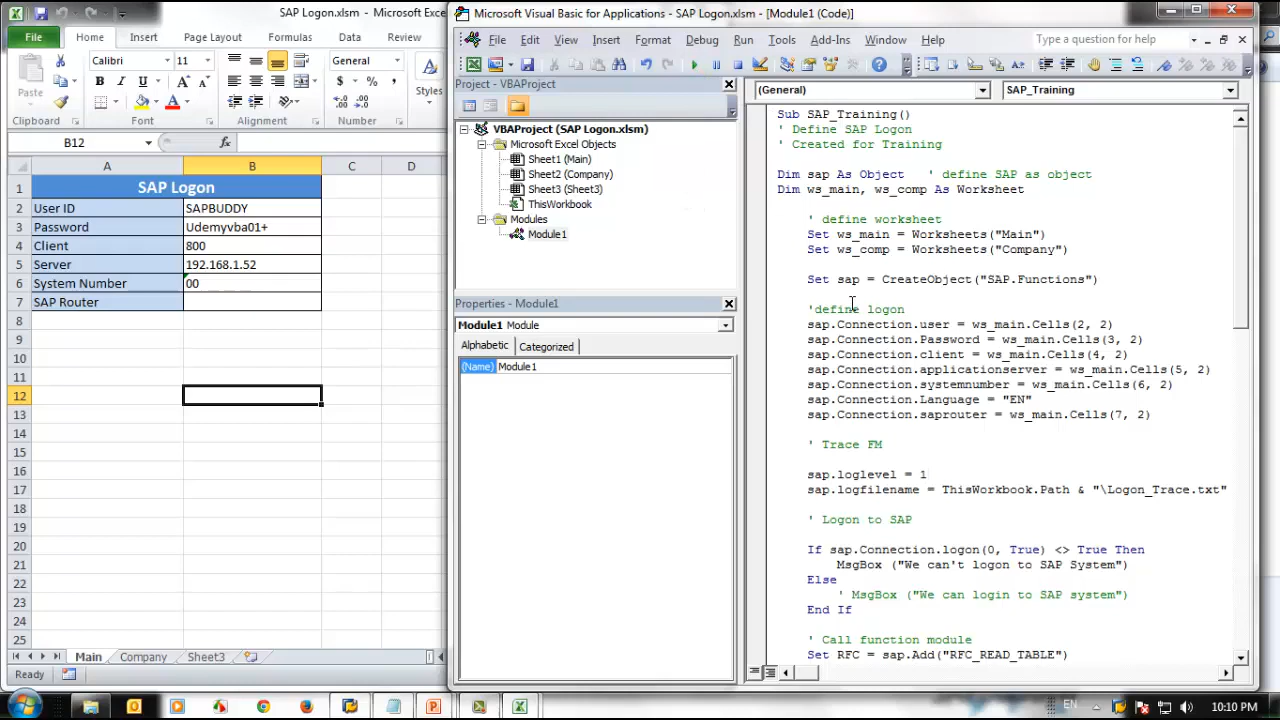 SAP Logon.xlsm - Microsoft Exce
File Home Insert Page Layout Formulas Data Review
Paste
Calibri 11
General
Styles
Clipboard Font Alignment Number
B12
A B C D
1 SAP Logon
2 User ID SAPBUDDY
3 Password Udemyvba01+
4 Client 800
5 Server 192.168.1.52
6 System Number 00
7 SAP Router
8
9
10
11
12
13
14
15
16
17
18
19
20
21
22
23
24
25
Main Company Sheet3
Ready
Microsoft Visual Basic for Applications - SAP Logon.xlsm - [Module1 (Code)]
File Edit View Insert Format Debug Run Tools Add-Ins Window Help
Type a question for help
Project - VBAProject
VBAProject (SAP Logon.xlsm)
Microsoft Excel Objects
Sheet1 (Main)
Sheet2 (Company)
Sheet3 (Sheet3)
ThisWorkbook
Modules
Module1
Properties - Module1
Module1 Module
Alphabetic Categorized
(Name) Module1
(General) SAP_Training
Sub SAP_Training()
' Define SAP Logon
' Created for Training
Dim sap As Object ' define SAP as object
Dim ws_main, ws_comp As Worksheet
' define worksheet
Set ws_main = Worksheets("Main")
Set ws_comp = Worksheets("Company")
Set sap = CreateObject("SAP.Functions")
'define logon
sap.Connection.user = ws_main.Cells(2, 2)
sap.Connection.Password = ws_main.Cells(3, 2)
sap.Connection.client = ws_main.Cells(4, 2)
sap.Connection.applicationserver = ws_main.Cells(5, 2)
sap.Connection.systemnumber = ws_main.Cells(6, 2)
sap.Connection.Language = "EN"
sap.Connection.saprouter = ws_main.Cells(7, 2)
' Trace FM
sap.loglevel = 1
sap.logfilename = ThisWorkbook.Path & "\Logon_Trace.txt"
' Logon to SAP
If sap.Connection.logon(0, True) <> True Then
MsgBox ("We can't logon to SAP System")
Else
' MsgBox ("We can login to SAP system")
End If
' Call function module
Set RFC = sap.Add("RFC_READ_TABLE")
EN 10:10 PM